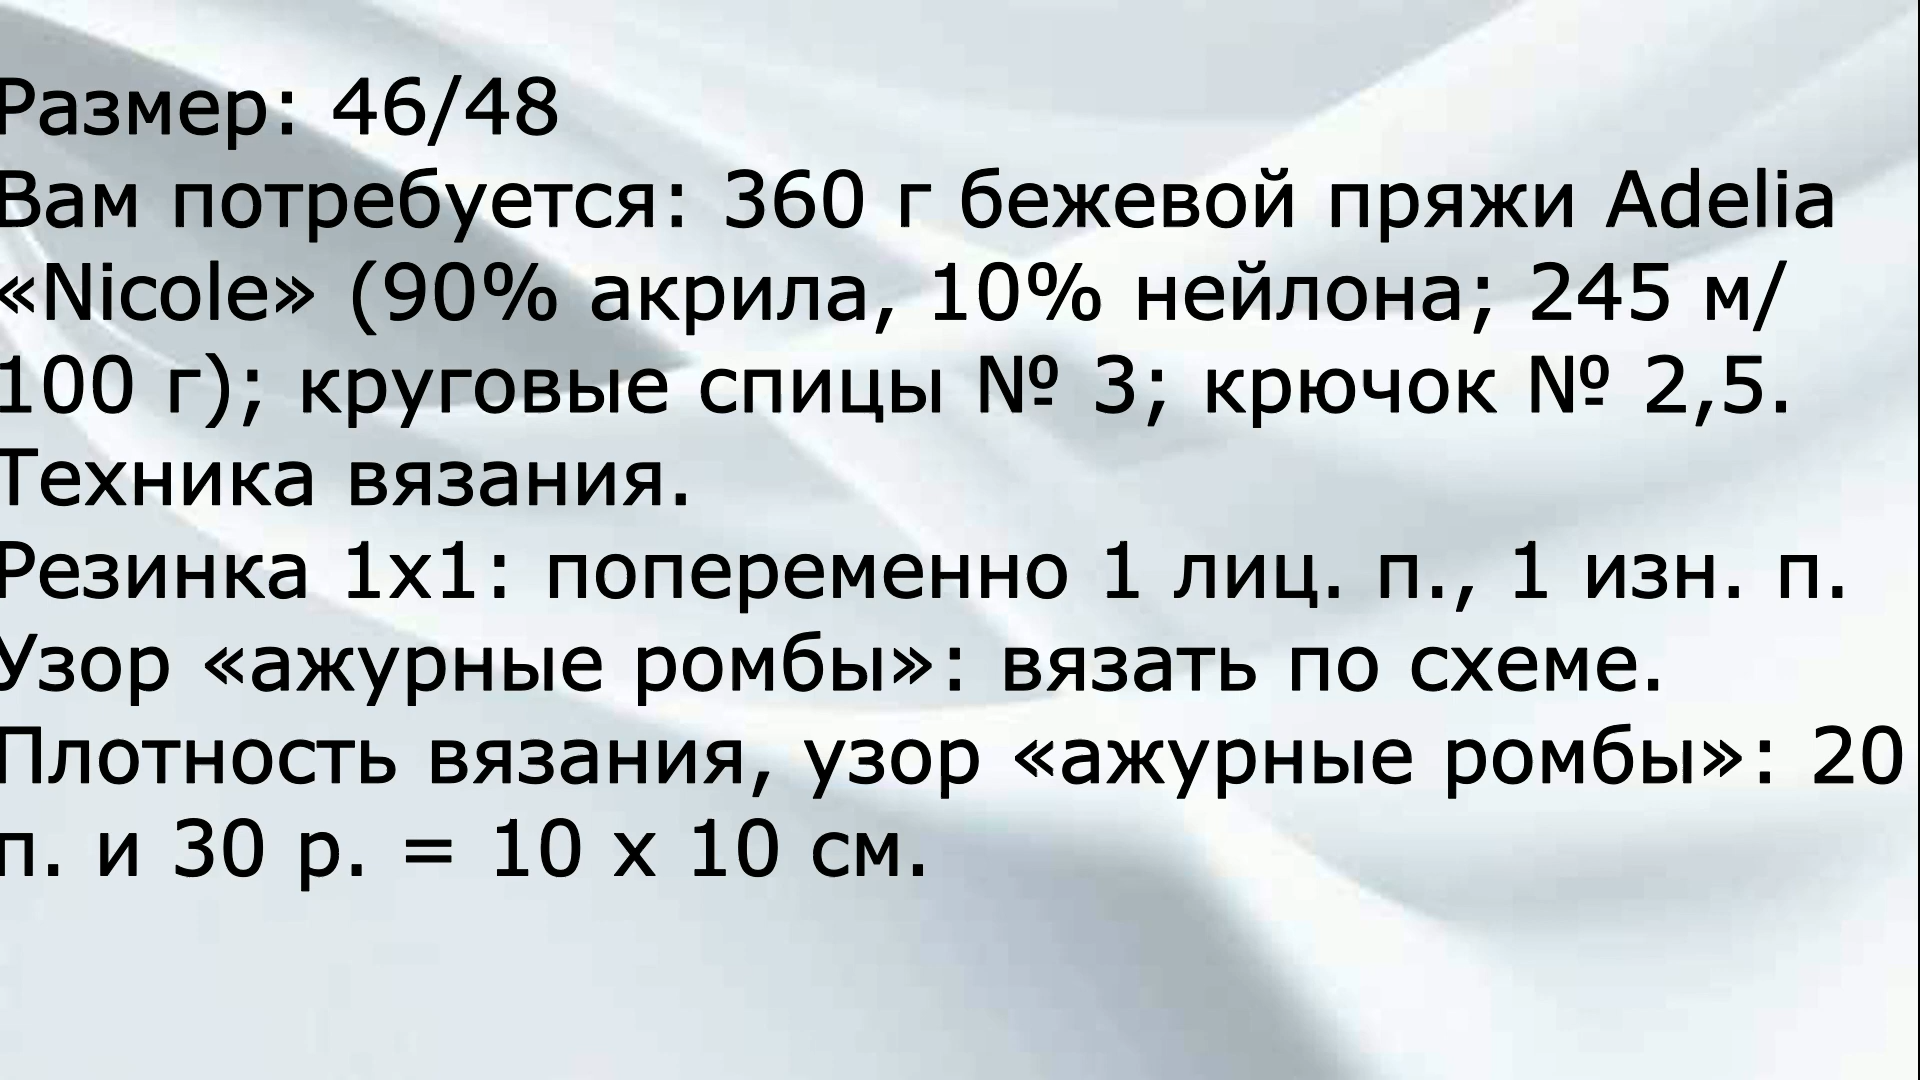 Размер: 46/48
Вам потребуется: 360 г бежевой пряжи Adelia
«Nicole» (90% акрила, 10% нейлона; 245 м/
100 г); круговые спицы № 3; крючок № 2,5.
Техника вязания.
Резинка 1х1: попеременно 1 лиц. п., 1 изн. п.
Узор «ажурные ромбы»: вязать по схеме.
Плотность вязания, узор «ажурные ромбы»: 20
п. и 30 р. = 10 х 10 см.